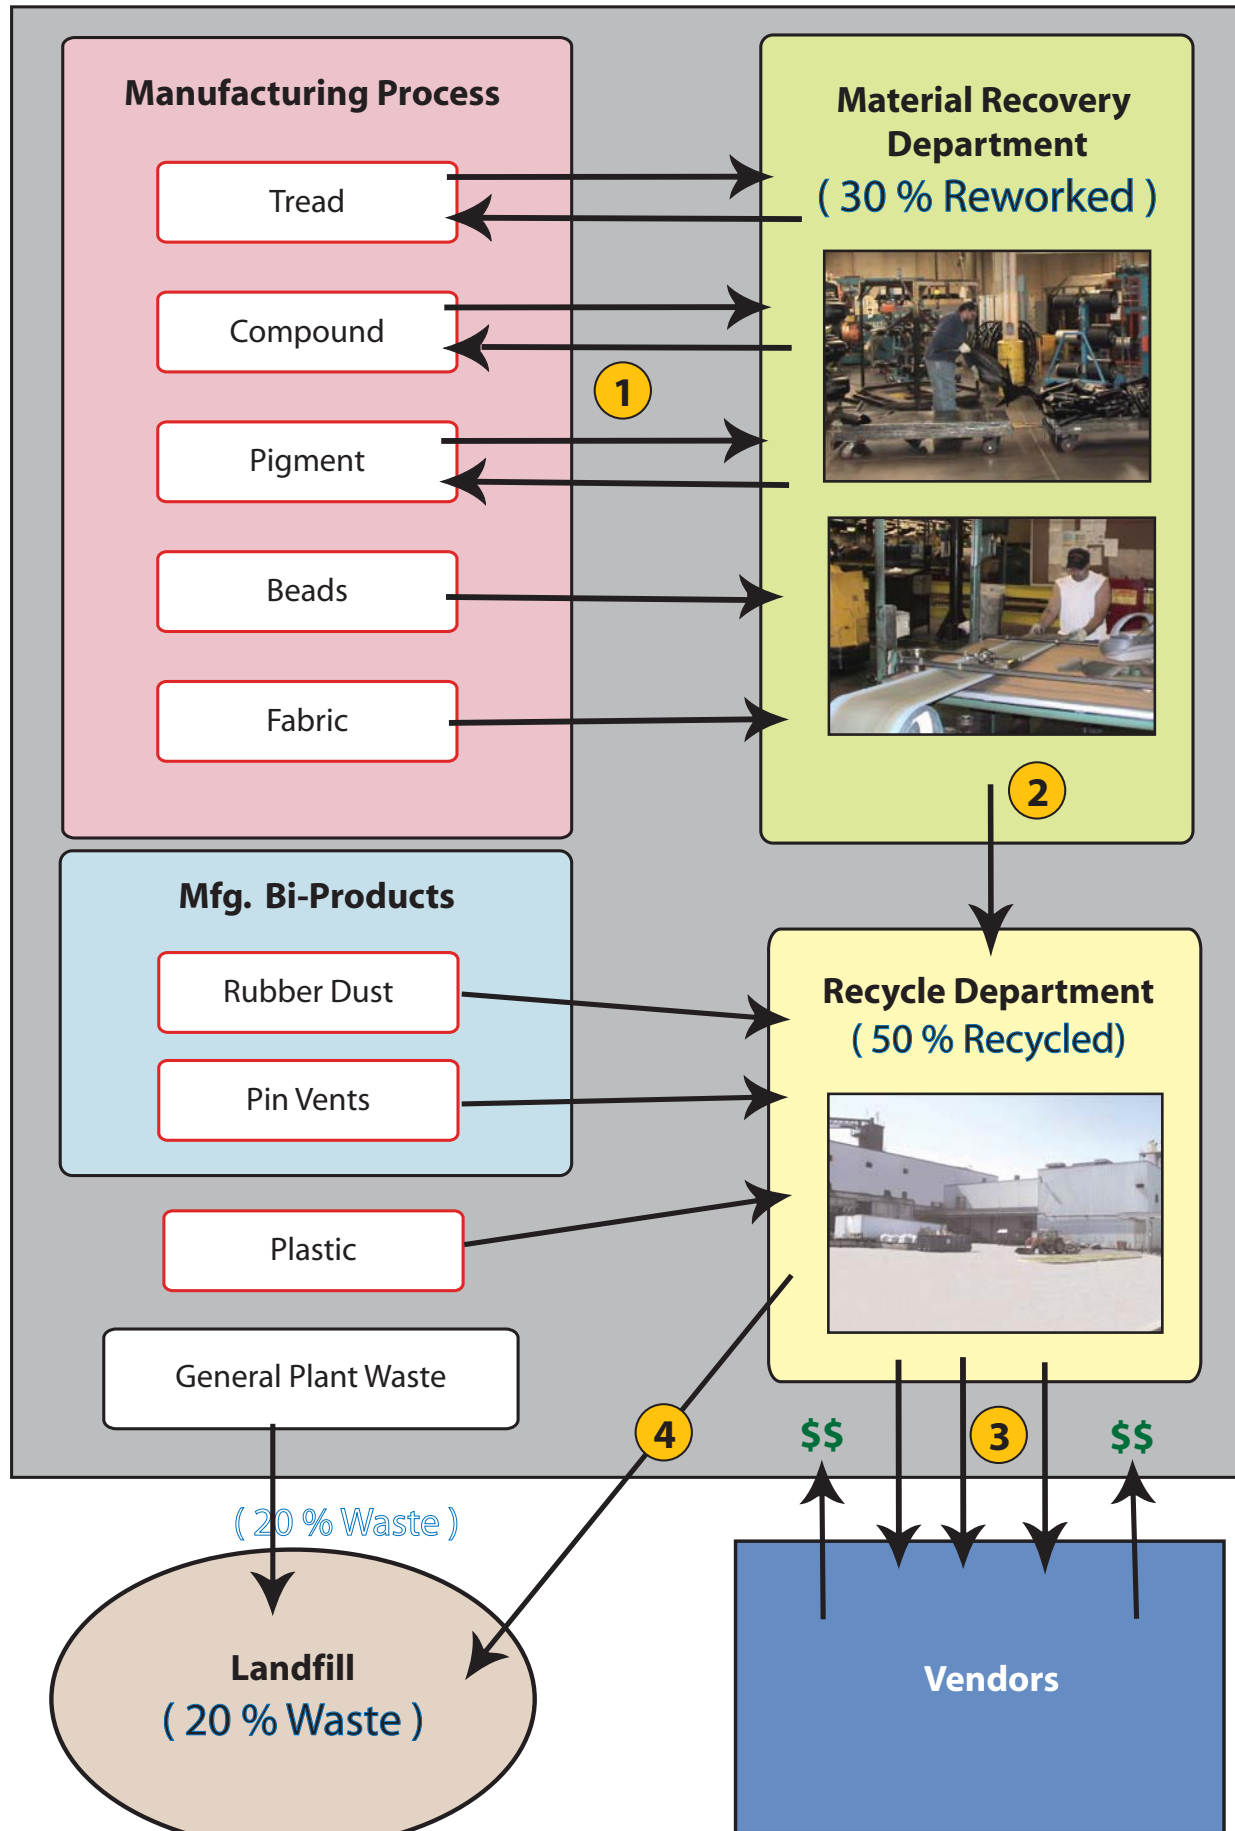 Manufacturing Process
Tread
Compound
Pigment
Beads
Fabric
1
Material Recovery
Department
( 30 % Reworked )
2
Mfg. Bi-Products
Rubber Dust
Pin Vents
Plastic
General Plant Waste
Recycle Department
( 50 % Recycled)
4
$$
3
$$
( 20 % Waste )
Landfill
( 20 % Waste )
Vendors